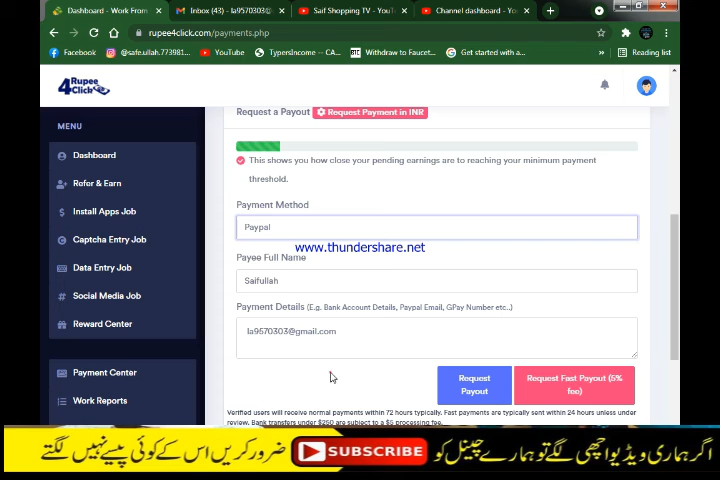 Dashboard - Work From
Inbox (43) - la9570303@
Saif Shopping TV - YouT
Channel dashboard - You
rupee4click.com/payments.php
Facebook
safe.ullah.773981...
YouTube
TypersIncome -- CA...
BTC
Withdraw to Faucet...
Get started with a...
»
Reading list
4Rupee
Click
MENU
Dashboard
Refer & Earn
Install Apps Job
Captcha Entry Job
Data Entry Job
Social Media Job
Reward Center
Payment Center
Work Reports
Request a Payout
Request Payment in INR
This shows you how close your pending earnings are to reaching your minimum payment
threshold.
Payment Method
Paypal
www.thundershare.net
Payee Full Name
Saifullah
Payment Details (E.g. Bank Account Details, Paypal Email, GPay Number etc..)
la9570303@gmail.com
Request
Payout
Request Fast Payout (5%
fee)
Verified users will receive normal payments within 72 hours typically. Fast payments are typically sent within 24 hours unless under
review. Bank transfers under $250 are subject to a $5 processing fee.
اگر ہماری ویڈیو اچھی لگے تو ہمارے چینل کو SUBSCRIBE ضرور کریں اس کے کوئی پیسے نہیں لگتے